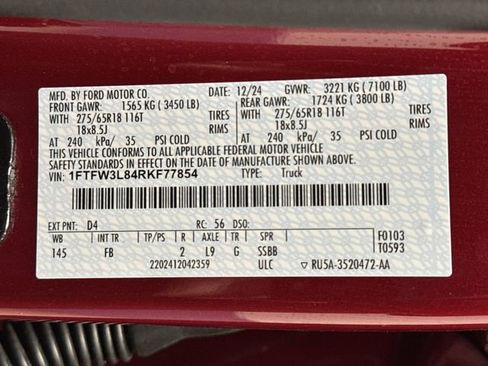 MFD. BY FORD MOTOR CO. 12/24 GVWR: 3221 KG ( 7100 LB)
FRONT GAWR: 1565 KG ( 3450 LB) REAR GAWR: 1724 KG ( 3800 LB)
WITH WITH
275/65R18 116T TIRES 275/65R18 116T TIRES
18x8.5J RIMS 18x8.5J RIMS
AT 240 kPa/ 35 PSI COLD AT 240 kPa/ 35 PSI COLD
THIS VEHICLE CONFORMS TO ALL APPLICABLE FEDERAL MOTOR VEHICLE
SAFETY STANDARDS IN EFFECT ON THE DATE OF MANUFACTURE SHOWN ABOVE.
VIN: 1FTFW3L84RKF77854 TYPE: Truck
EXT PNT: D4 RC: 56 DSO: F0103
WB INT TR TP/PS R AXLE TR SPR T0593
145 FB 2 L9 G SSBB
2202412042359 ULC ▼ RU5A-3520472-AA